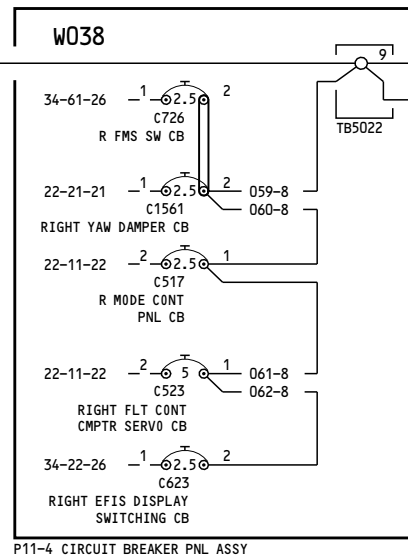 W038
9
TB5022
34-61-26 1 2.5 2
C726
R FMS SW CB
22-21-21 1 2.5 2 059-8
060-8
C1561
RIGHT YAW DAMPER CB
22-11-22 2 2.5 1
C517
R MODE CONT
PNL CB
22-11-22 2 5 1 061-8
062-8
C523
RIGHT FLT CONT
CMPTR SERVO CB
34-22-26 1 2.5 2
C623
RIGHT EFIS DISPLAY
SWITCHING CB
P11-4 CIRCUIT BREAKER PNL ASSY